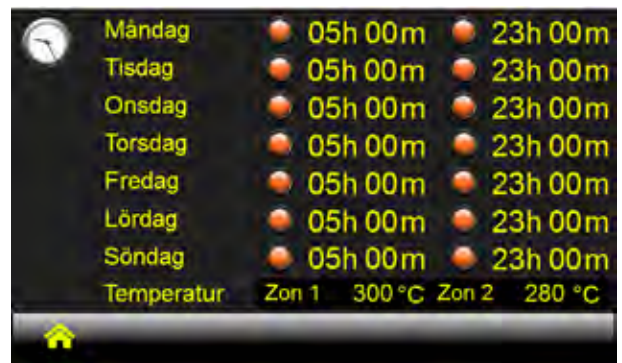 Måndag 05h 00m 23h 00m
Tisdag 05h 00m 23h 00m
Onsdag 05h 00m 23h 00m
Torsdag 05h 00m 23h 00m
Fredag 05h 00m 23h 00m
Lördag 05h 00m 23h 00m
Söndag 05h 00m 23h 00m
Temperatur Zon 1 300 °C Zon 2 280 °C